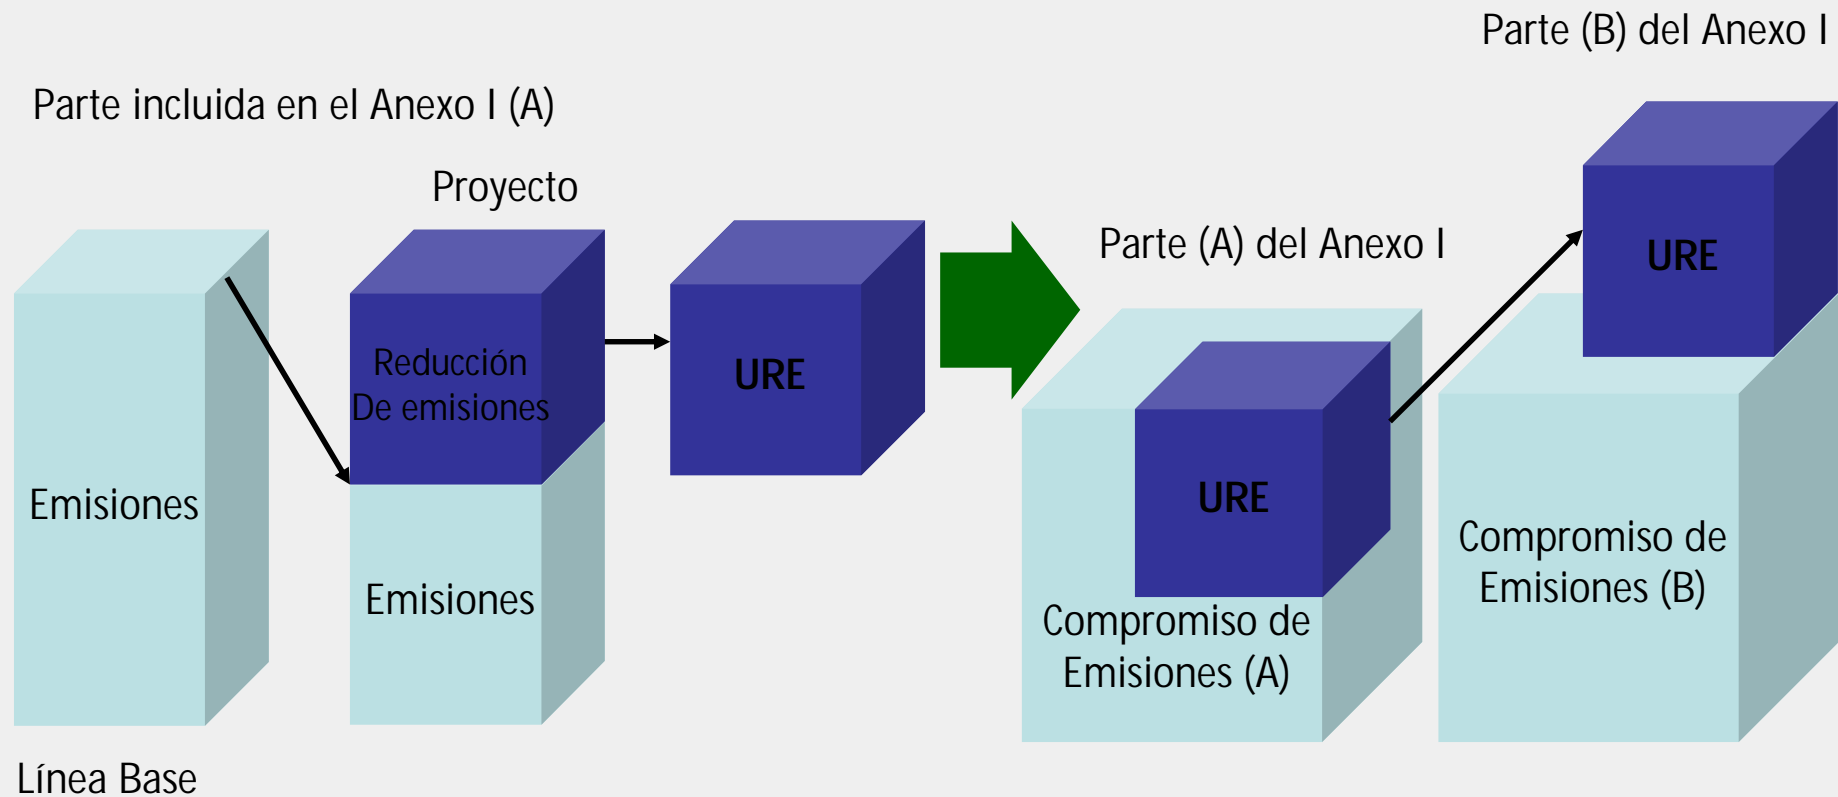 Parte (B) del Anexo I
Parte incluida en el Anexo I (A)
Proyecto
Parte (A) del Anexo I
URE
Reducción
De emisiones
URE
URE
Emisiones
Emisiones
Compromiso de
Emisiones (A)
Compromiso de
Emisiones (B)
Línea Base